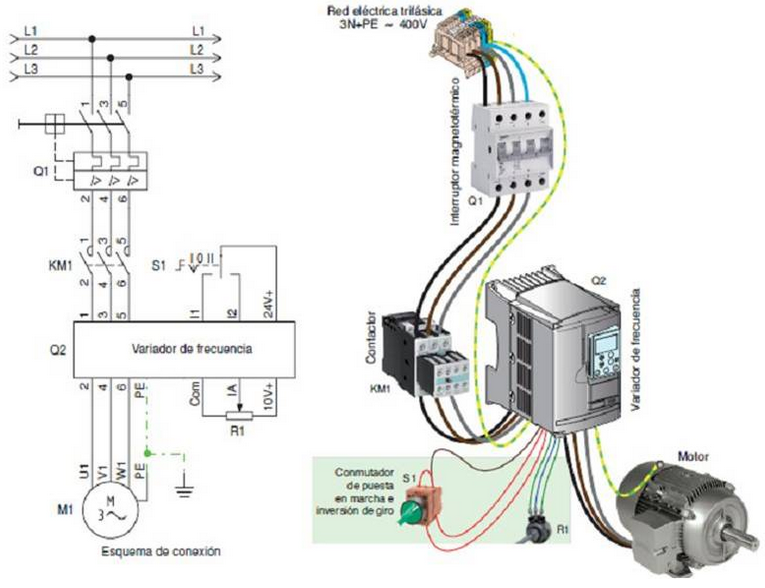 L1 L1
L2 L2
L3 L3
1 3 5
Q1
2 4 6
1 3 5
KM1
2 4 6
S1
I 0 II
I1 I2 24V+
1 3 5
Q2
Variador de frecuencia
2 4 6 PE
Com IA 10V+
R1
U1 V1 W1 PE
M1
M
3
Esquema de conexión
Red eléctrica trifásica
3N+PE ~ 400V
Interruptor magnetotérmico
Q1
Contactor
KM1
Q2
Variador de frecuencia
Conmutador
de puesta
en marcha e
inversión de giro
S1
R1
Motor